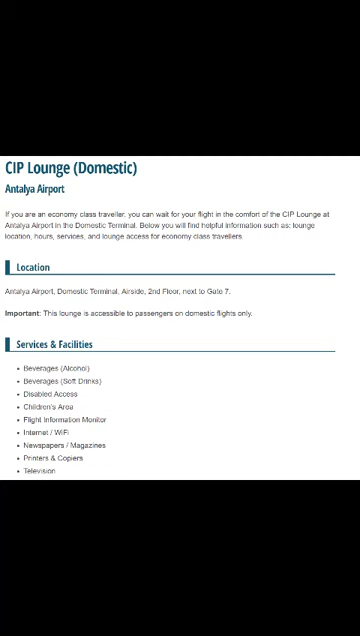 CIP Lounge (Domestic)
Antalya Airport
If you are an economy class traveller, you can wait for your flight in the comfort of the CIP Lounge at
Antalya Airport in the Domestic Terminal. Below you will find helpful information such as: lounge
location, hours, services, and lounge access for economy class travellers.
Location
Antalya Airport, Domestic Terminal, Airside, 2nd Floor, next to Gate 7.
Important: This lounge is accessible to passengers on domestic flights only.
Services & Facilities
• Beverages (Alcohol)
• Beverages (Soft Drinks)
• Disabled Access
• Children's Area
• Flight Information Monitor
• Internet / WiFi
• Newspapers / Magazines
• Printers & Copiers
• Television